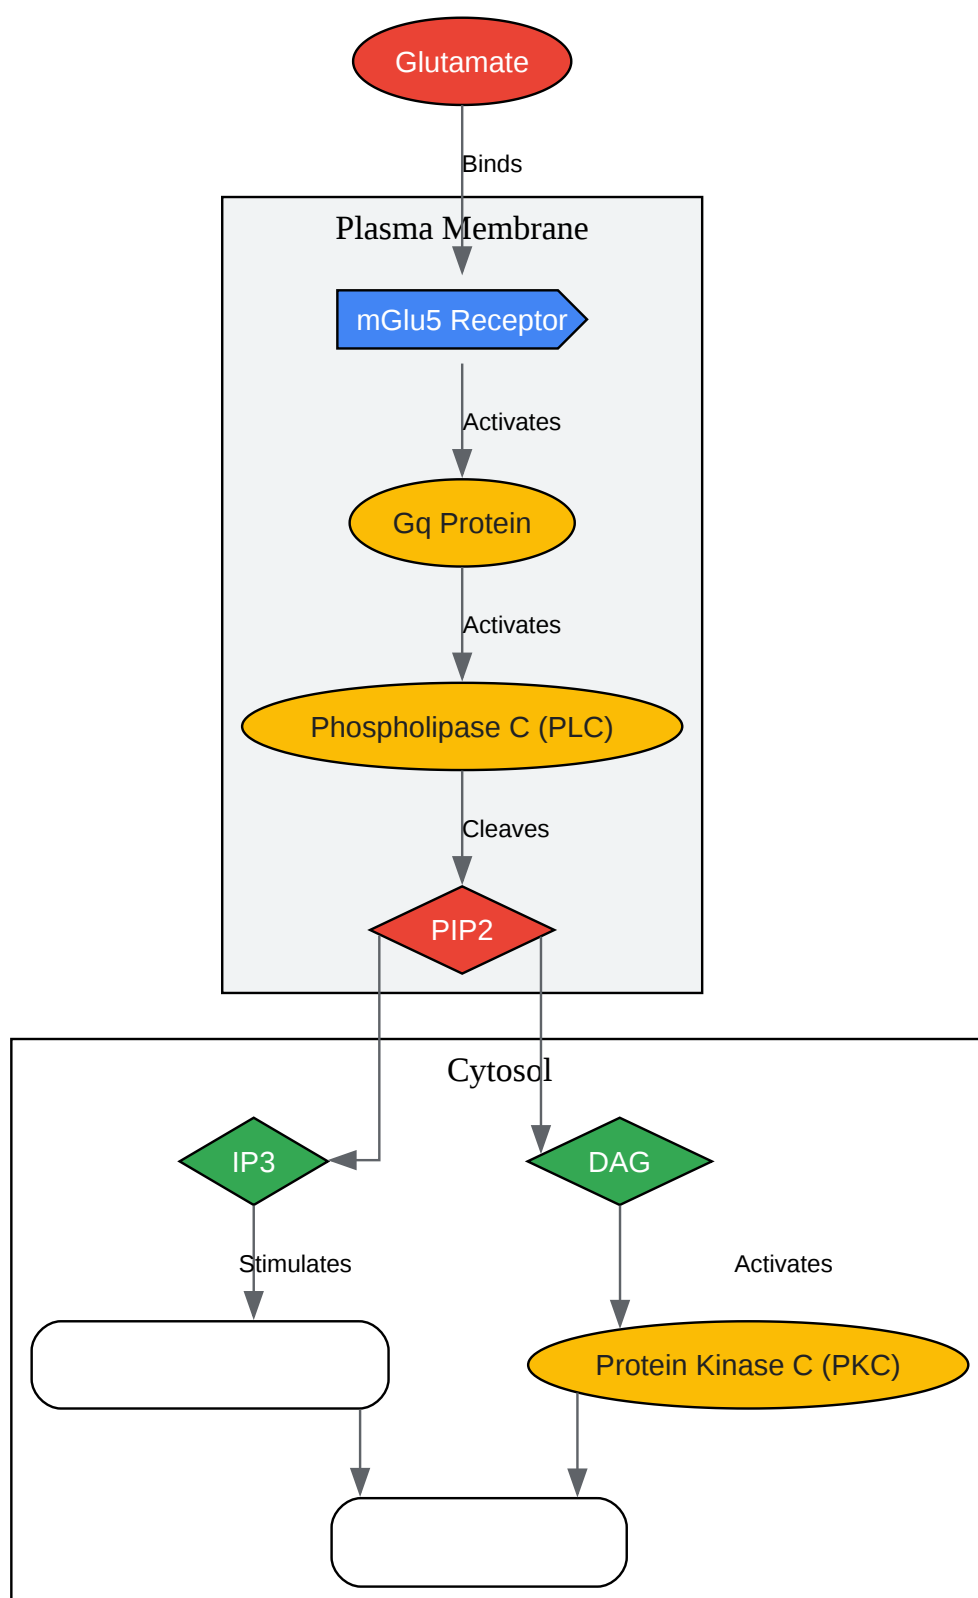 Glutamate
Binds
Plasma Membrane
mGlu5 Receptor
Activates
Gq Protein
Activates
Phospholipase C (PLC)
Cleaves
PIP2
Cytosol
IP3
DAG
Stimulates
Activates
Protein Kinase C (PKC)